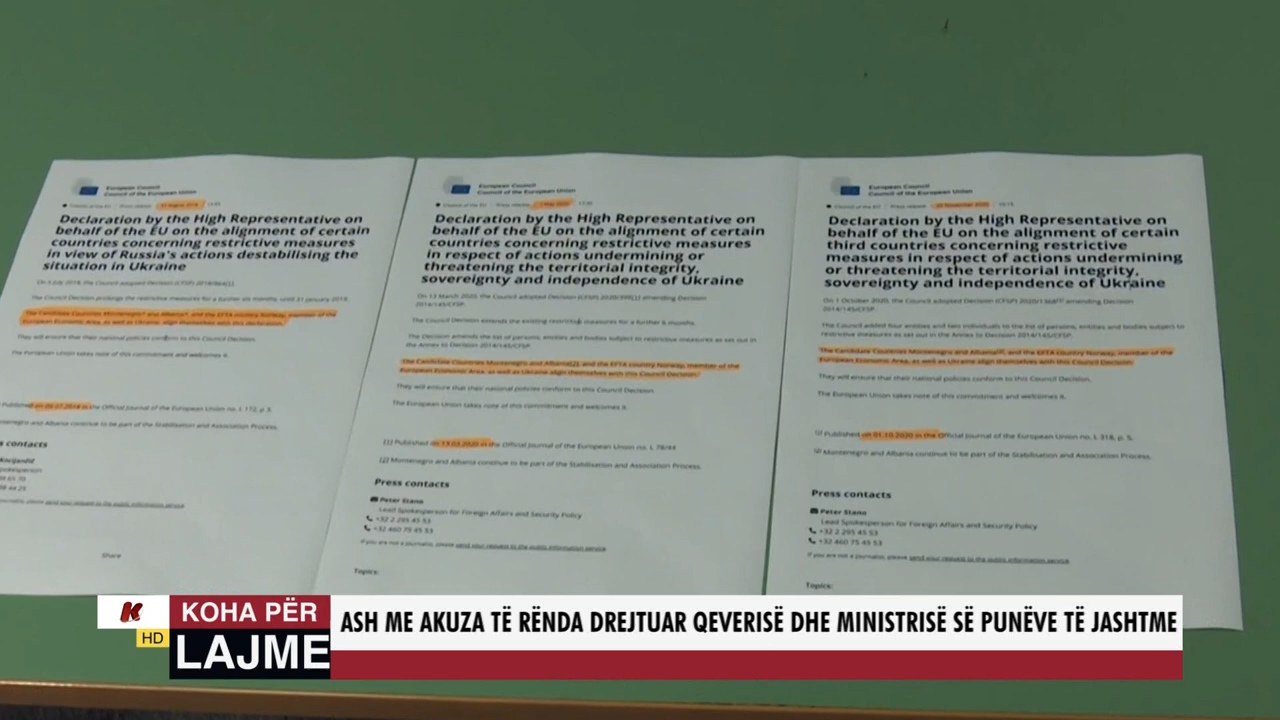 European Council
Council of the European Union
Declaration by the High Representative on
behalf of the EU on the alignment of certain
countries concerning restrictive measures
in view of Russia's actions destabilising the
situation in Ukraine
The Council Decision prolongs the restrictive measures for a further six months, until 31 January 2019.
The Candidate Countries Montenegro* and Albania*, and the EFTA country Norway, member of the
European Economic Area, as well as Ukraine align themselves with this declaration.
They will ensure that their national policies conform to this Council Decision.
The European Union takes note of this commitment and welcomes it.
in the Official Journal of the European Union no. L
and Albania continue to be part of the Stabilisation and Association Process.
contacts
Share
European Council
Council of the European Union
Declaration by the High Representative on
behalf of the EU on the alignment of certain
countries concerning restrictive measures
in respect of actions undermining or
threatening the territorial integrity,
sovereignty and independence of Ukraine
On 13 March 2020, the Council adopted Decision (CFSP) 2020/399[1] amending Decision
2014/145/CFSP.
The Council Decision extends the existing restrictive measures for a further 6 months.
The Decision amends the list of persons, entities and bodies subject to restrictive measures as set out in
the Annex to Decision 2014/145/CFSP.
The Candidate Countries Montenegro and Albania[2], and the EFTA country Norway, member of the
European Economic Area, as well as Ukraine align themselves with this Council Decision.
They will ensure that their national policies conform to this Council Decision.
The European Union takes note of this commitment and welcomes it.
[1] Published on 13.03.2020 in the Official Journal of the European Union no. L 78/44
[2] Montenegro and Albania continue to be part of the Stabilisation and Association Process.
Press contacts
Peter Stano
Lead Spokesperson for Foreign Affairs and Security Policy
+32 2 295 45 53
+32 460 75 45 53
If you are not a journalist, please send your request to the public information service
Topics:
European Council
Council of the European Union
Declaration by the High Representative on
behalf of the EU on the alignment of certain
third countries concerning restrictive
measures in respect of actions undermining
or threatening the territorial integrity,
sovereignty and independence of Ukraine
On 1 October 2020, the Council adopted Decision (CFSP) amending Decision
2014/145/CFSP.
The Council added four entities and two individuals to the list of persons, entities and bodies subject to
restrictive measures as set out in the Annex to Decision 2014/145/CFSP.
The Candidate Countries Montenegro and Albania[2], and the EFTA country Norway, member of the
European Economic Area, as well as Ukraine align themselves with this Council Decision.
They will ensure that their national policies conform to this Council Decision.
The European Union takes note of this commitment and welcomes it.
[1] Published on 01.10.2020 in the Official Journal of the European Union no. L 318, p. 5.
[2] Montenegro and Albania continue to be part of the Stabilisation and Association Process.
Press contacts
Peter Stano
Lead Spokesperson for Foreign Affairs and Security Policy
+32 2 295 45 53
+32 460 75 45 53
If you are not a journalist, please send your request to the public information service
Topics:
K
HD
KOHA PËR
LAJME
ASH ME AKUZA TË RËNDA DREJTUAR QEVERISË DHE MINISTRISË SË PUNËVE TË JASHTME